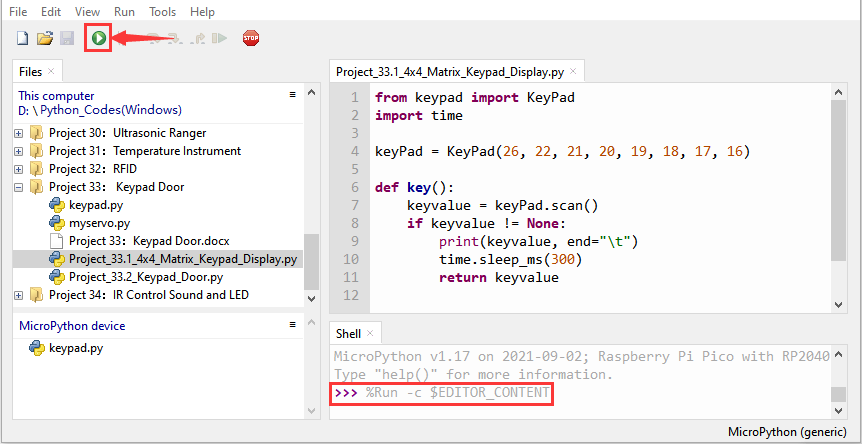 File Edit View Run Tools Help
STOP
Files ×
This computer
D: \Python_Codes(Windows)
Project 30：Ultrasonic Ranger
Project 31：Temperature Instrument
Project 32：RFID
Project 33： Keypad Door
keypad.py
myservo.py
Project 33：Keypad Door.docx
Project_33.1_4x4_Matrix_Keypad_Display.py
Project_33.2_Keypad_Door.py
Project 34：IR Control Sound and LED
MicroPython device
keypad.py
Project_33.1_4x4_Matrix_Keypad_Display.py ×
1 from keypad import KeyPad
2 import time
3
4 keyPad = KeyPad(26, 22, 21, 20, 19, 18, 17, 16)
5
6 def key():
7     keyvalue = keyPad.scan()
8     if keyvalue != None:
9         print(keyvalue, end="\t")
10         time.sleep_ms(300)
11         return keyvalue
12
Shell ×
MicroPython v1.17 on 2021-09-02; Raspberry Pi Pico with RP2040
Type "help()" for more information.
>>> %Run -c $EDITOR_CONTENT
MicroPython (generic)